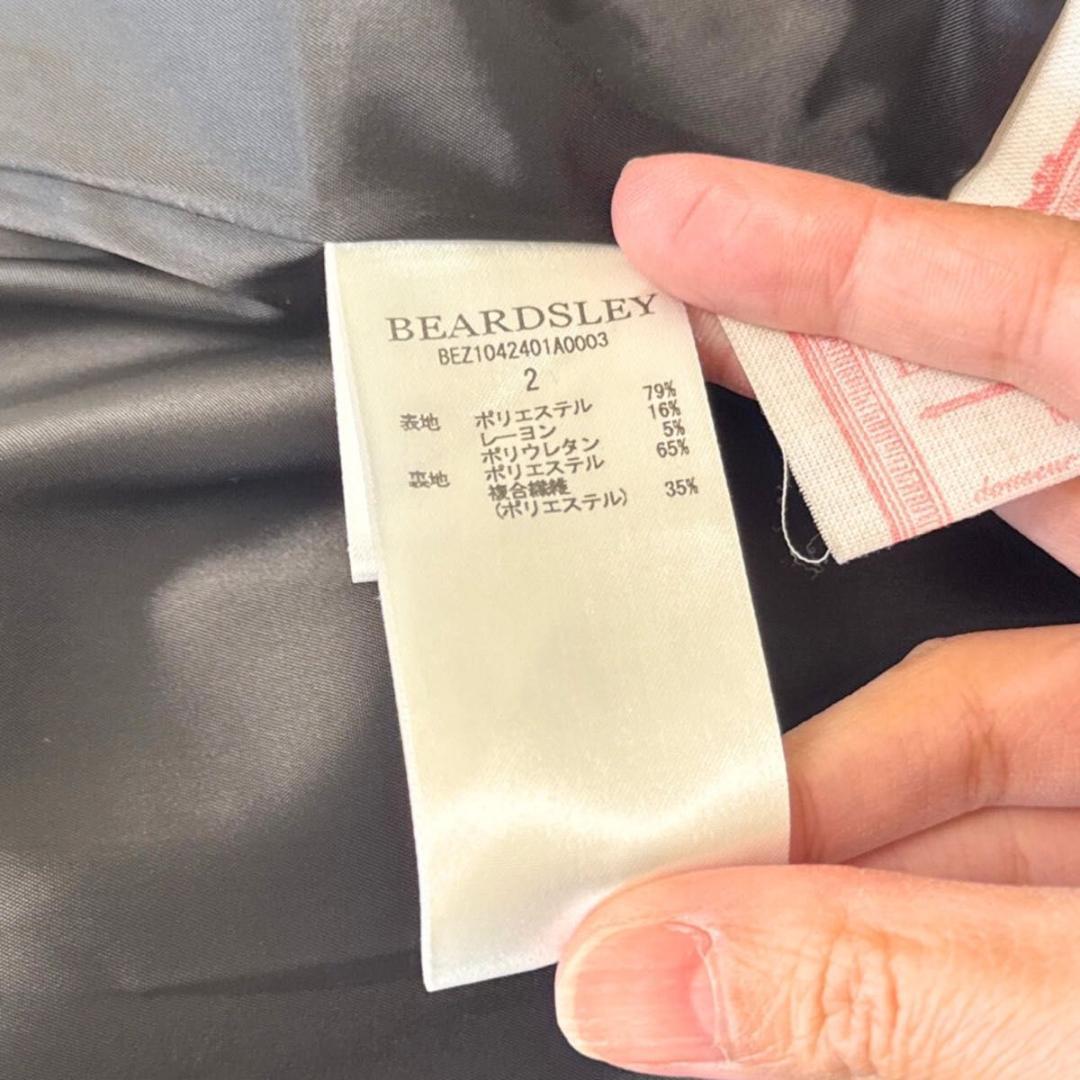 BEARDSLEY
BEZ1042401A0003
2
表地 ポリエステル 79%
レーヨン 16%
ポリウレタン 5%
裏地 ポリエステル 65%
複合繊維
(ポリエステル) 35%